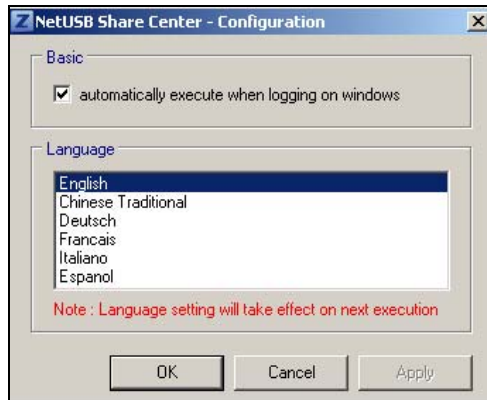 NetUSB Share Center - Configuration
Basic
automatically execute when logging on windows
Language
English
Chinese Traditional
Deutsch
Francais
Italiano
Espanol
Note : Language setting will take effect on next execution
OK
Cancel
Apply